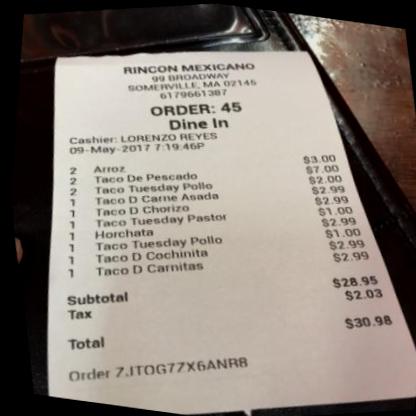 RINCON MEXICANO
99 BROADWAY
SOMERVILLE, MA 02145
6179661387
ORDER: 45
Dine In
Cashier: LORENZO REYES
09-May-2017 7:19:46P
2 Arroz $3.00
2 Taco De Pescado $7.00
2 Taco Tuesday Pollo $2.00
1 Taco D Carne Asada $2.99
1 Taco D Chorizo $2.99
1 Taco Tuesday Pastor $1.00
1 Horchata $2.99
1 Taco Tuesday Pollo $1.00
1 Taco D Cochinita $2.99
1 Taco D Carnitas $2.99
Subtotal $28.95
Tax $2.03
Total $30.98
Order ZJTOG7ZX6ANR8